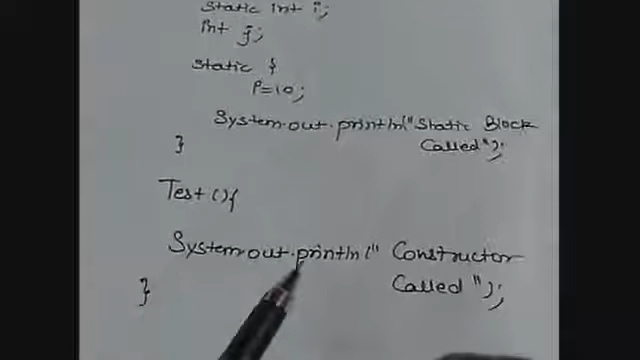 static int i;
int j;
static {
i=10;
System.out.println("Static Block
Called");
}
Test(){
System.out.println("Constructor
Called");
}